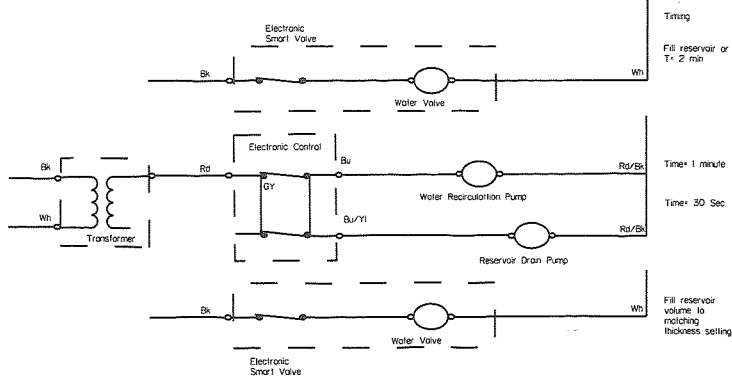 Timing
Electronic
Smart Valve
Fill reservoir or
T= 2 min
Bk
Wh
Water Valve
Electronic Control
Bk
Rd
Bu
Rd/Bk
Time= 1 minute
GY
Water Recirculatlion Pump
Time= 30 Sec
Wh
Bu/Yl
Rd/Bk
Transformer
Reservoir Drain Pump
Bk
Wh
Fill reservoir
volume to
matching
thickness setting
Water Valve
Electronic
Smart Valve